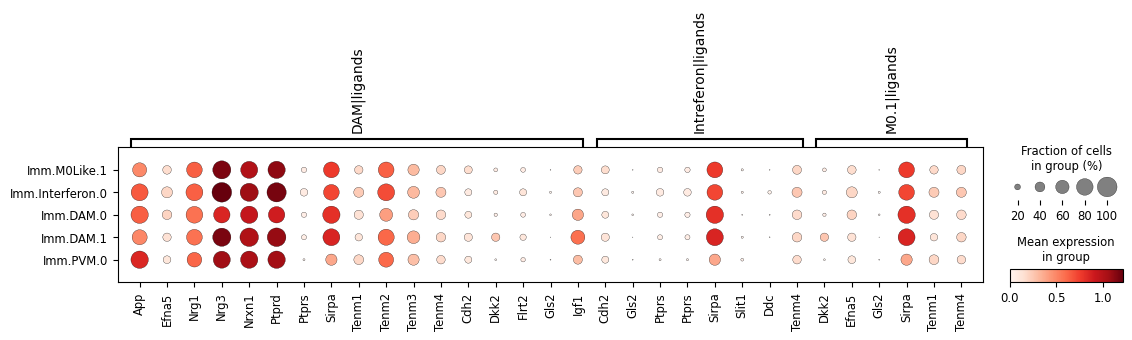 DAM|ligands
Intreferon|ligands
M0.1|ligands
Imm.M0Like.1
Imm.Interferon.0
Imm.DAM.0
Imm.DAM.1
Imm.PVM.0
App
Efna5
Nrg1
Nrg3
Nrxn1
Ptprd
Ptprs
Sirpa
Tenm1
Tenm2
Tenm3
Tenm4
Cdh2
Dkk2
Flrt2
Gls2
Igf1
Cdh2
Gls2
Ptprs
Ptprs
Sirpa
Slit1
Ddc
Tenm4
Dkk2
Efna5
Gls2
Sirpa
Tenm1
Tenm4
Fraction of cells
in group (%)
20 40 60 80 100
Mean expression
in group
0.0 0.5 1.0